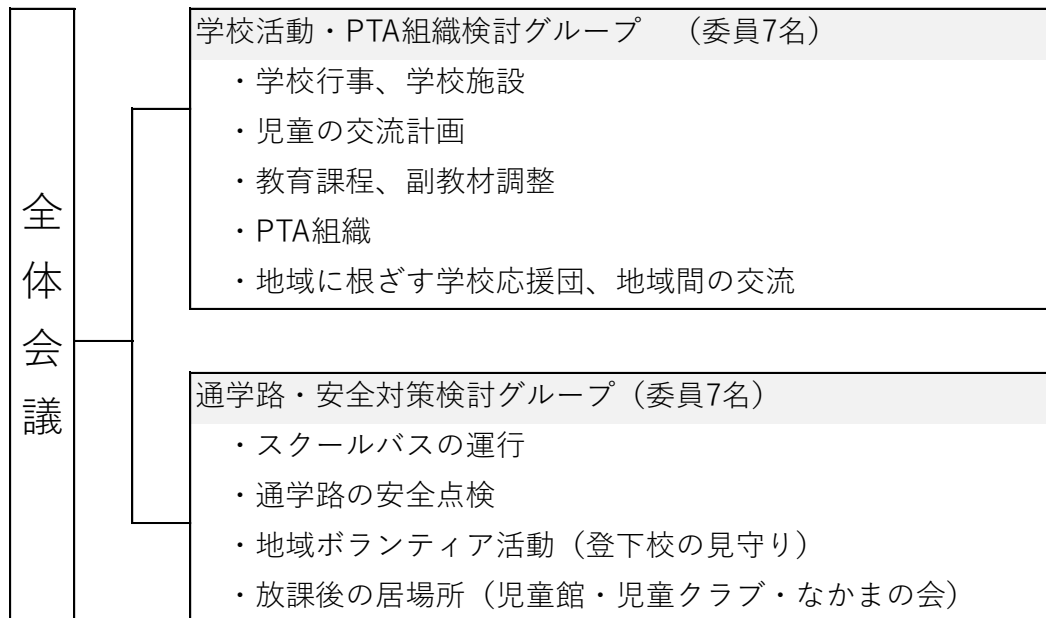 全体会議
学校活動・PTA組織検討グループ　（委員7名）
・学校行事、学校施設
・児童の交流計画
・教育課程、副教材調整
・PTA組織
・地域に根ざす学校応援団、地域間の交流
通学路・安全対策検討グループ（委員7名）
・スクールバスの運行
・通学路の安全点検
・地域ボランティア活動（登下校の見守り）
・放課後の居場所（児童館・児童クラブ・なかまの会）